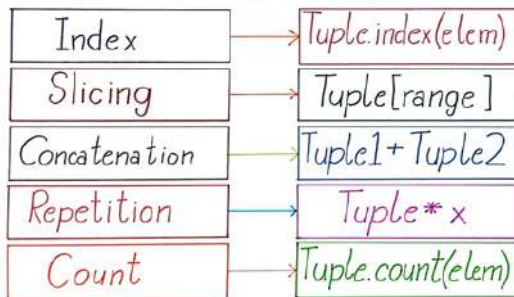 Index Tuple.index(elem)
Slicing Tuple[range]
Concatenation Tuple1+Tuple2
Repetition Tuple* x
Count Tuple.count(elem)